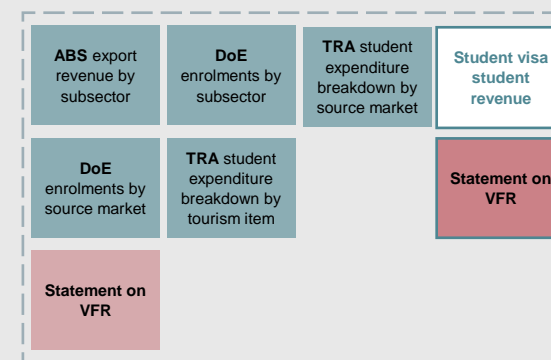 ABS export
revenue by
subsector
DoE
enrolments by
subsector
TRA student
expenditure
breakdown by
source market
Student visa
student
revenue
DoE
enrolments by
source market
TRA student
expenditure
breakdown by
tourism item
Statement on
VFR
Statement on
VFR